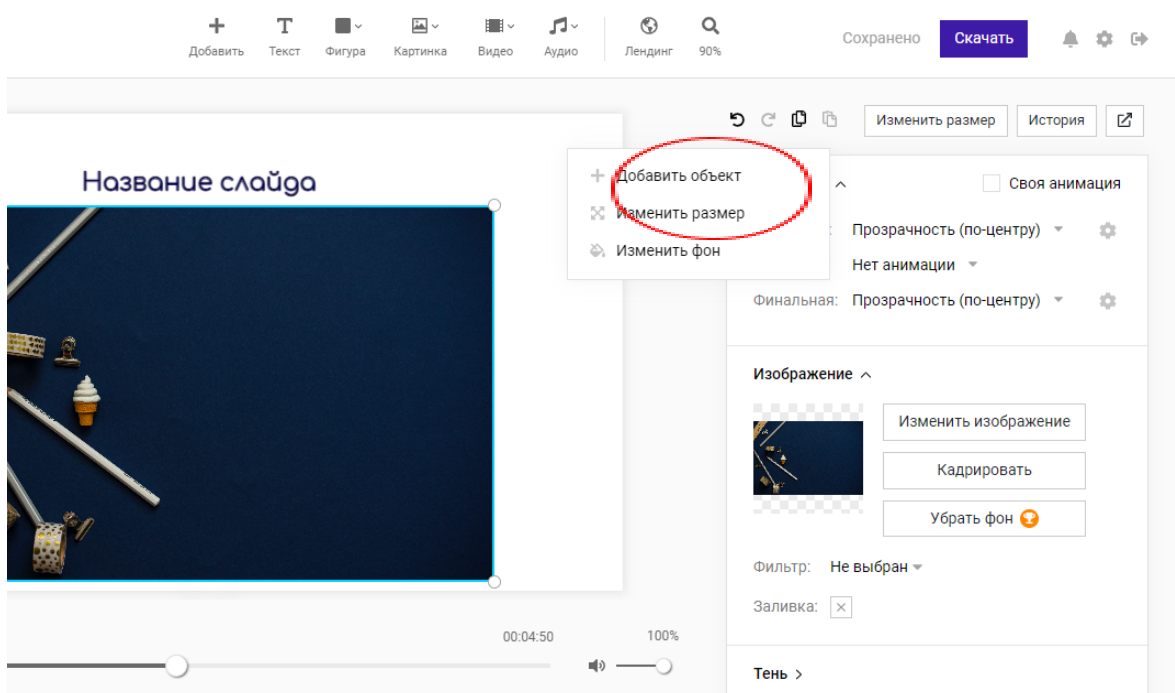 Добавить
Текст
Фигура
Картинка
Видео
Аудио
Лендинг
90%
Сохранено
Скачать
Изменить размер
История
Название слайда
Добавить объект
Изменить размер
Изменить фон
Своя анимация
Прозрачность (по-центру)
Нет анимации
Финальная: Прозрачность (по-центру)
Изображение
Изменить изображение
Кадрировать
Убрать фон
Фильтр: Не выбран
Заливка:
00:04:50
100%
Тень